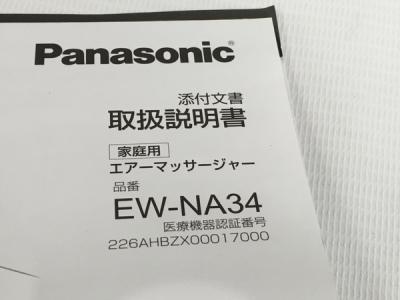 Panasonic®
添付文書
取扱説明書
家庭用
エアーマッサージャー
品番
EW-NA34
医療機器認証番号
226AHBZX00017000